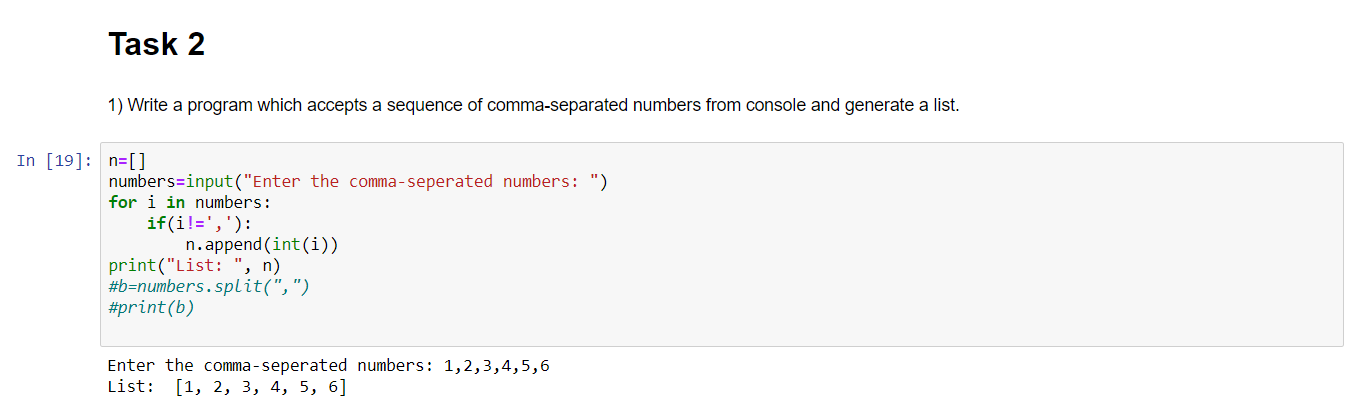 Task 2
1) Write a program which accepts a sequence of comma-separated numbers from console and generate a list.
In [19]: n=[]
numbers=input("Enter the comma-seperated numbers: ")
for i in numbers:
    if(i!=','):
        n.append(int(i))
print("List: ", n)
#b=numbers.split(",")
#print(b)
Enter the comma-seperated numbers: 1,2,3,4,5,6
List:  [1, 2, 3, 4, 5, 6]